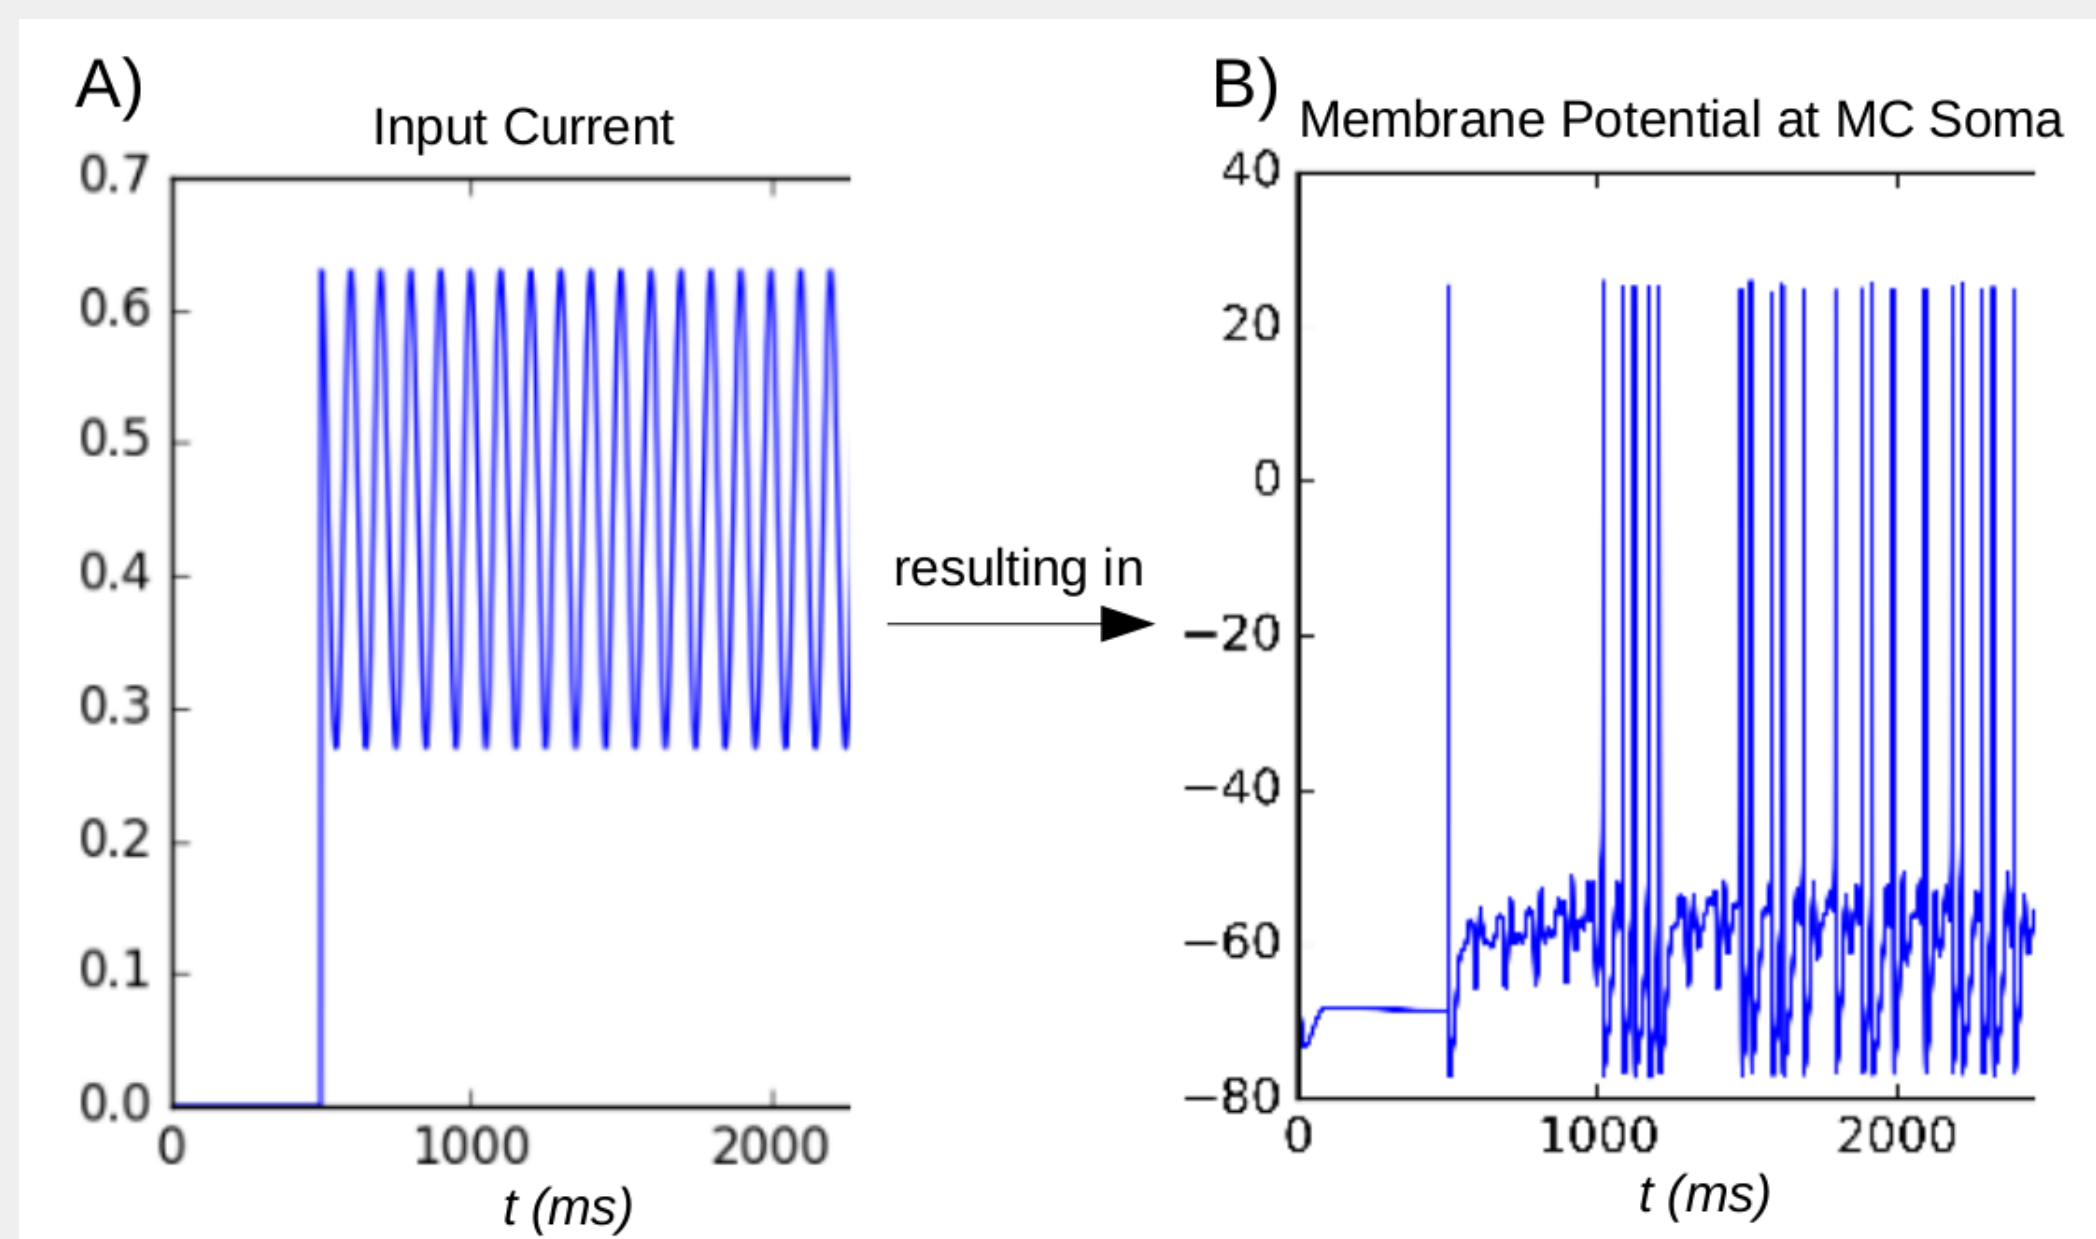 A)
Input Current
0.7
0.6
0.5
0.4
0.3
0.2
0.1
0.0
0 1000 2000
t (ms)
resulting in
B)
Membrane Potential at MC Soma
40
20
0
−20
−40
−60
−80
0 1000 2000
t (ms)